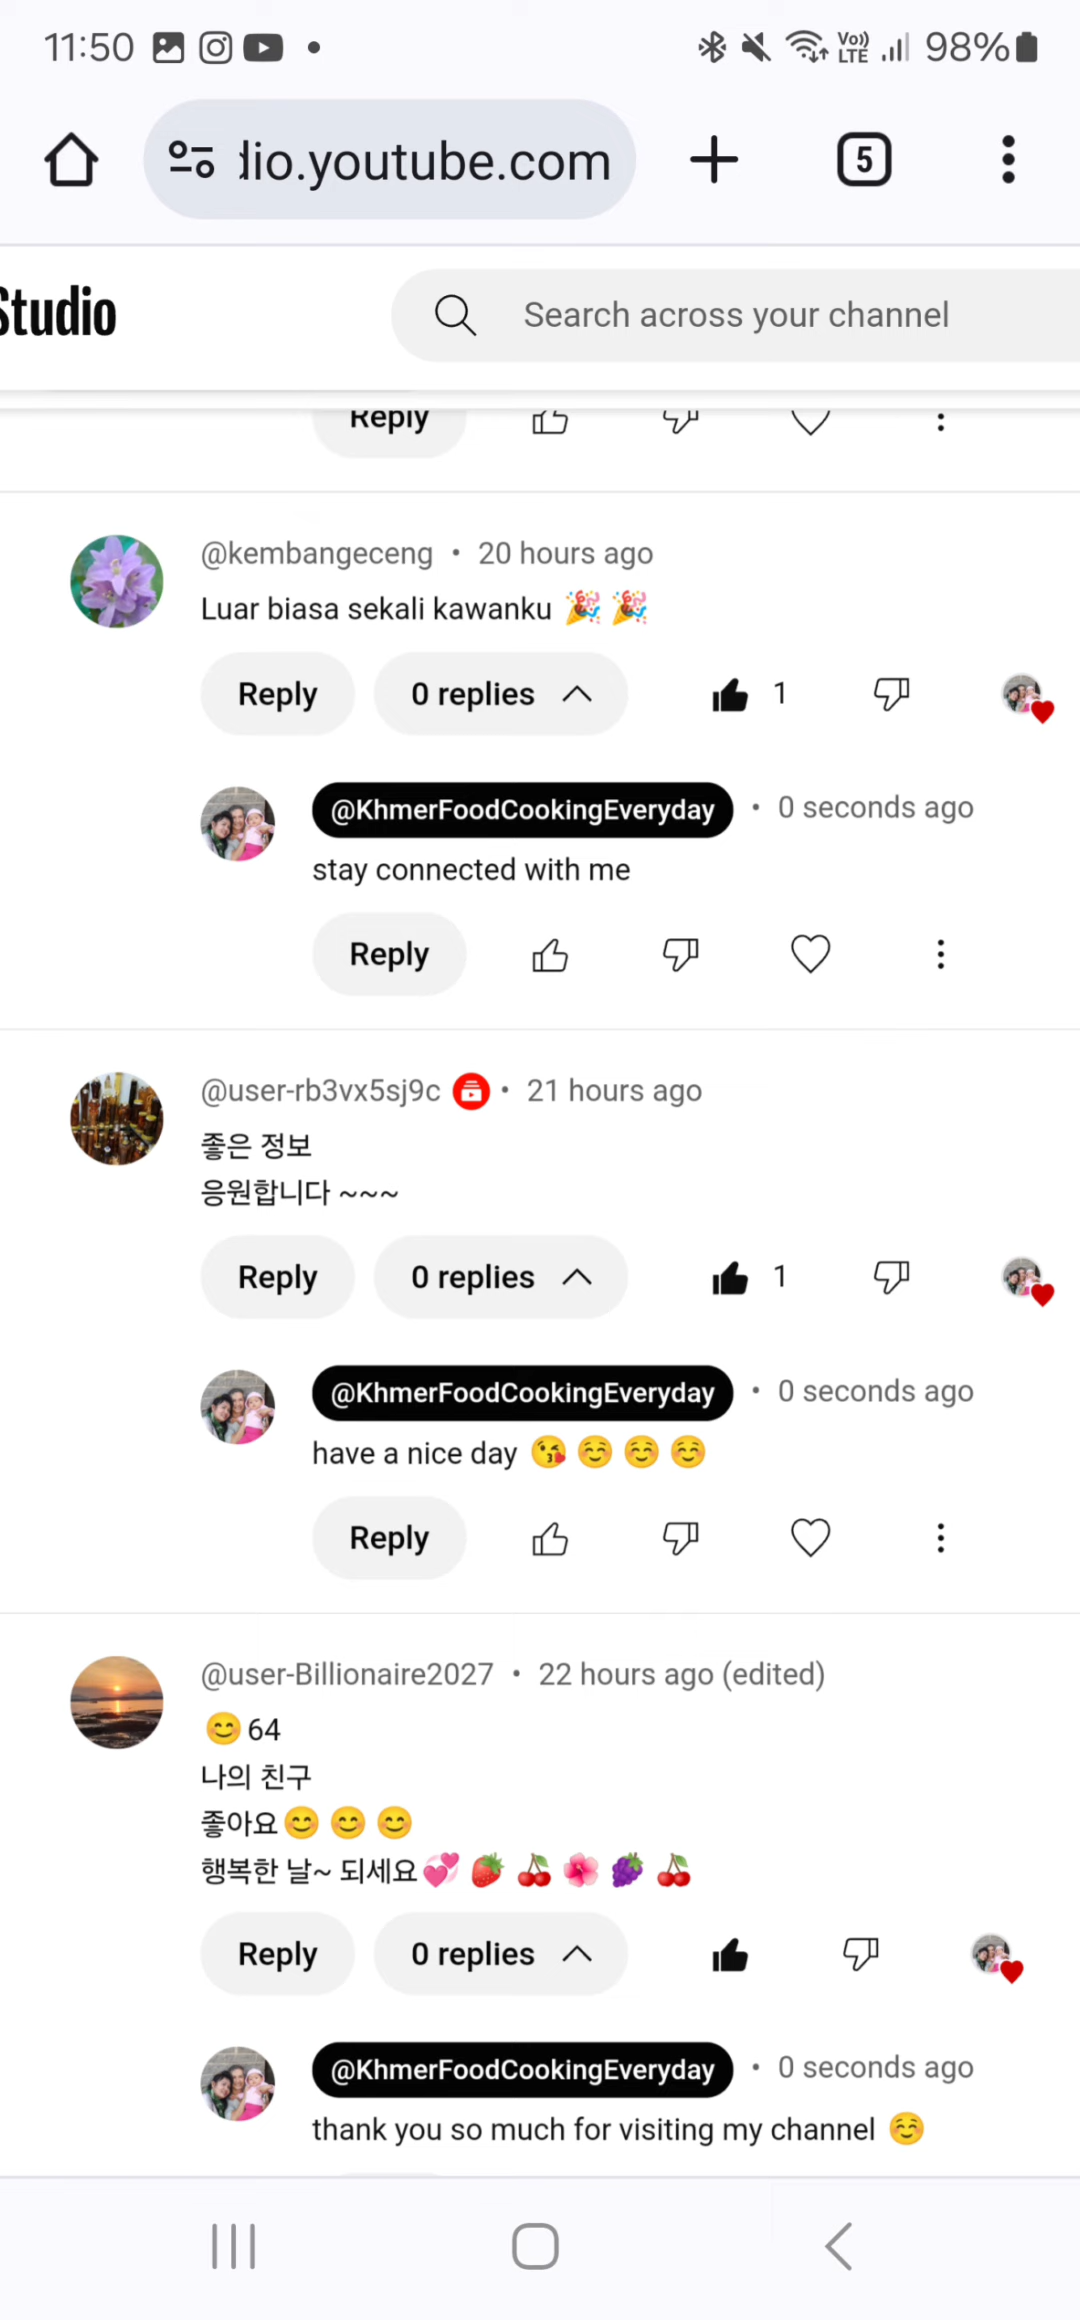 11:50 Vo)) LTE 98%
dio.youtube.com 5
Studio Search across your channel
Reply
@kembangeceng • 20 hours ago
Luar biasa sekali kawanku 🎉 🎉
Reply 0 replies 1
@KhmerFoodCookingEveryday • 0 seconds ago
stay connected with me
Reply
@user-rb3vx5sj9c • 21 hours ago
좋은 정보
응원합니다 ~~~
Reply 0 replies 1
@KhmerFoodCookingEveryday • 0 seconds ago
have a nice day 😘 ☺️ ☺️ ☺️
Reply
@user-Billionaire2027 • 22 hours ago (edited)
😊64
나의 친구
좋아요😊 😊 😊
행복한 날~ 되세요💞 🍓 🍒 🌺 🍇 🍒
Reply 0 replies
@KhmerFoodCookingEveryday • 0 seconds ago
thank you so much for visiting my channel ☺️